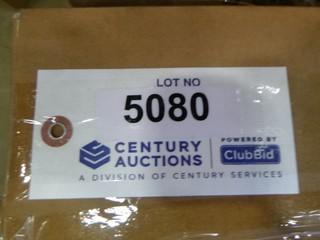 LOT NO
5080
CENTURY
AUCTIONS
POWERED BY
ClubBid
A DIVISION OF CENTURY SERVICES